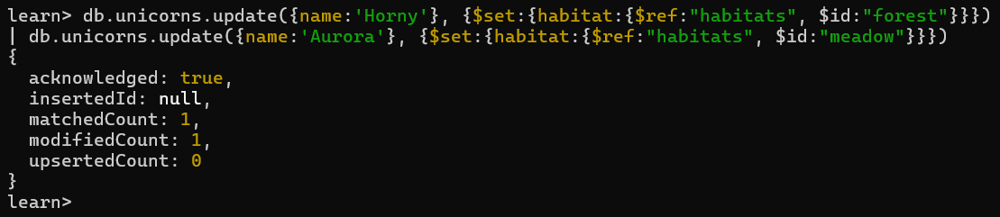 learn> db.unicorns.update({name:'Horny'}, {$set:{habitat:{$ref:"habitats", $id:"forest"}}})
| db.unicorns.update({name:'Aurora'}, {$set:{habitat:{$ref:"habitats", $id:"meadow"}}})
{
  acknowledged: true,
  insertedId: null,
  matchedCount: 1,
  modifiedCount: 1,
  upsertedCount: 0
}
learn>